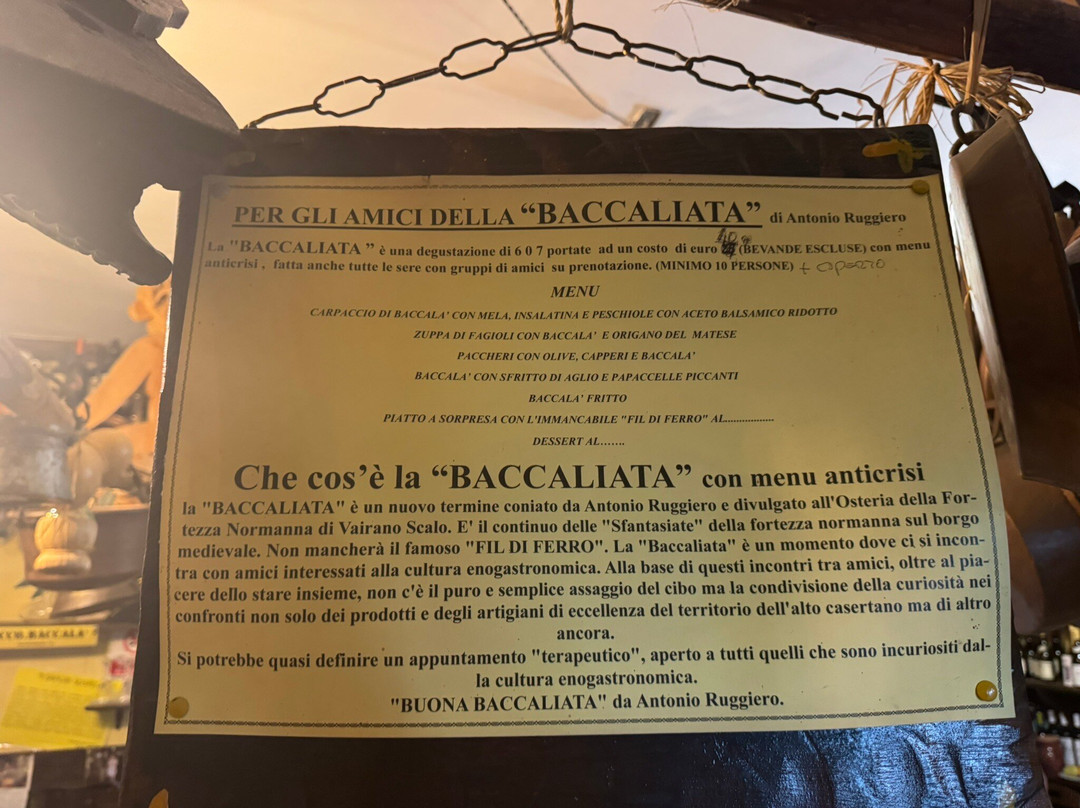 PER GLI AMICI DELLA “BACCALIATA” di Antonio Ruggiero
La "BACCALIATA ” è una degustazione di 6 0 7 portate ad un costo di euro 40 (BEVANDE ESCLUSE) con menu
anticrisi , fatta anche tutte le sere con gruppi di amici su prenotazione. (MINIMO 10 PERSONE) +
MENU
CARPACCIO DI BACCALA’ CON MELA, INSALATINA E PESCHIOLE CON ACETO BALSAMICO RIDOTTO
ZUPPA DI FAGIOLI CON BACCALA’ E ORIGANO DEL MATESE
PACCHERI CON OLIVE, CAPPERI E BACCALA’
BACCALA’ CON SFRITTO DI AGLIO E PAPACCELLE PICCANTI
BACCALA’ FRITTO
PIATTO A SORPRESA CON L'IMMANCABILE "FIL DI FERRO" AL.................
DESSERT AL.......
Che cos’è la “BACCALIATA” con menu anticrisi
la "BACCALIATA" è un nuovo termine coniato da Antonio Ruggiero e divulgato all'Osteria della For-
tezza Normanna di Vairano Scalo. E' il continuo delle "Sfantasiate" della fortezza normanna sul borgo
medievale. Non mancherà il famoso "FIL DI FERRO". La "Baccaliata" è un momento dove ci si incon-
tra con amici interessati alla cultura enogastronomica. Alla base di questi incontri tra amici, oltre al pia-
cere dello stare insieme, non c'è il puro e semplice assaggio del cibo ma la condivisione della curiosità nei
confronti non solo dei prodotti e degli artigiani di eccellenza del territorio dell'alto casertano ma di altro
ancora.
Si potrebbe quasi definire un appuntamento "terapeutico", aperto a tutti quelli che sono incuriositi dal-
la cultura enogastronomica.
"BUONA BACCALIATA" da Antonio Ruggiero.
BACCALA'